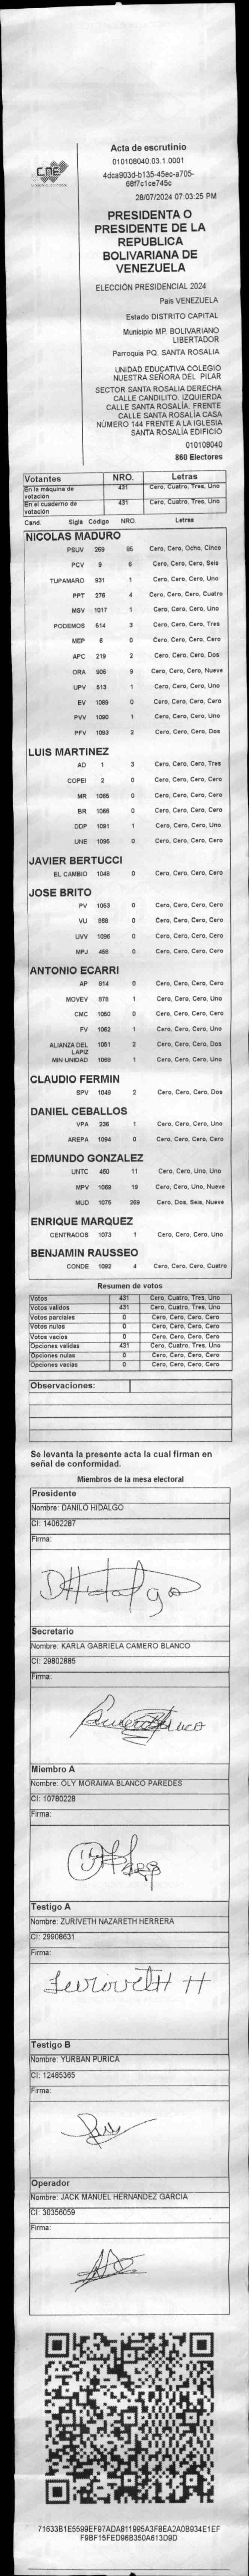 Acta de escrutinio
010108040.03.1.0001
4dca903d-b135-45ec-a705-
68f7c1ce745c
28/07/2024 07:03:25 PM
CNE
PRESIDENTA O
PRESIDENTE DE LA
REPUBLICA
BOLIVARIANA DE
VENEZUELA
ELECCIÓN PRESIDENCIAL 2024
Pais VENEZUELA
Estado DISTRITO CAPITAL
Municipio MP. BOLIVARIANO
LIBERTADOR
Parroquia PQ. SANTA ROSALIA
UNIDAD EDUCATIVA COLEGIO
NUESTRA SEÑORA DEL PILAR
SECTOR SANTA ROSALÍA DERECHA
CALLE CANDILITO. IZQUIERDA
CALLE SANTA ROSALÍA. FRENTE
CALLE SANTA ROSALÍA CASA
NÚMERO 144 FRENTE A LA IGLESIA
SANTA ROSALÍA EDIFICIO
010108040
860 Electores
Votantes NRO. Letras
En la máquina de votación 431 Cero, Cuatro, Tres, Uno
En el cuaderno de votación 431 Cero, Cuatro, Tres, Uno
Cand. Sigla Código NRO. Letras
NICOLAS MADURO
PSUV 269 85 Cero, Cero, Ocho, Cinco
PCV 9 6 Cero, Cero, Cero, Seis
TUPAMARO 931 1 Cero, Cero, Cero, Uno
PPT 276 4 Cero, Cero, Cero, Cuatro
MSV 1017 1 Cero, Cero, Cero, Uno
PODEMOS 514 3 Cero, Cero, Cero, Tres
MEP 6 0 Cero, Cero, Cero, Cero
APC 219 2 Cero, Cero, Cero, Dos
ORA 906 9 Cero, Cero, Cero, Nueve
UPV 513 1 Cero, Cero, Cero, Uno
EV 1089 0 Cero, Cero, Cero, Cero
PVV 1090 1 Cero, Cero, Cero, Uno
PFV 1093 2 Cero, Cero, Cero, Dos
LUIS MARTINEZ
AD 1 3 Cero, Cero, Cero, Tres
COPEI 2 0 Cero, Cero, Cero, Cero
MR 1065 0 Cero, Cero, Cero, Cero
BR 1066 0 Cero, Cero, Cero, Cero
DDP 1091 1 Cero, Cero, Cero, Uno
UNE 1095 0 Cero, Cero, Cero, Cero
JAVIER BERTUCCI
EL CAMBIO 1048 0 Cero, Cero, Cero, Cero
JOSE BRITO
PV 1053 0 Cero, Cero, Cero, Cero
VU 958 0 Cero, Cero, Cero, Cero
UVV 1096 0 Cero, Cero, Cero, Cero
MPJ 456 0 Cero, Cero, Cero, Cero
ANTONIO ECARRI
AP 814 0 Cero, Cero, Cero, Cero
MOVEV 876 1 Cero, Cero, Cero, Uno
CMC 1050 0 Cero, Cero, Cero, Cero
FV 1062 1 Cero, Cero, Cero, Uno
ALIANZA DEL LAPIZ 1051 2 Cero, Cero, Cero, Dos
MIN UNIDAD 1068 1 Cero, Cero, Cero, Uno
CLAUDIO FERMIN
SPV 1049 2 Cero, Cero, Cero, Dos
DANIEL CEBALLOS
VPA 236 1 Cero, Cero, Cero, Uno
AREPA 1094 0 Cero, Cero, Cero, Cero
EDMUNDO GONZALEZ
UNTC 460 11 Cero, Cero, Uno, Uno
MPV 1069 19 Cero, Cero, Uno, Nueve
MUD 1075 269 Cero, Dos, Seis, Nueve
ENRIQUE MARQUEZ
CENTRADOS 1073 1 Cero, Cero, Cero, Uno
BENJAMIN RAUSSEO
CONDE 1092 4 Cero, Cero, Cero, Cuatro
Resumen de votos
Votos 431 Cero, Cuatro, Tres, Uno
Votos validos 431 Cero, Cuatro, Tres, Uno
Votos parciales 0 Cero, Cero, Cero, Cero
Votos nulos 0 Cero, Cero, Cero, Cero
Votos vacios 0 Cero, Cero, Cero, Cero
Opciones validas 431 Cero, Cuatro, Tres, Uno
Opciones nulas 0 Cero, Cero, Cero, Cero
Opciones vacias 0 Cero, Cero, Cero, Cero
Observaciones:
Se levanta la presente acta la cual firman en
señal de conformidad.
Miembros de la mesa electoral
Presidente
Nombre: DANILO HIDALGO
CI: 14062287
Firma:
DHidalgo
Secretario
Nombre: KARLA GABRIELA CAMERO BLANCO
CI: 29802885
Firma:
Miembro A
Nombre: OLY MORAIMA BLANCO PAREDES
CI: 10780228
Firma:
Testigo A
Nombre: ZURIVETH NAZARETH HERRERA
CI: 29908631
Firma:
Testigo B
Nombre: YURBAN PURICA
CI: 12485365
Firma:
Operador
Nombre: JACK MANUEL HERNANDEZ GARCIA
CI: 30356059
Firma:
71633B1E5599EF97ADA811995A3F8EA2A0B934E1EF
F9BF15FED96B350A613D9D